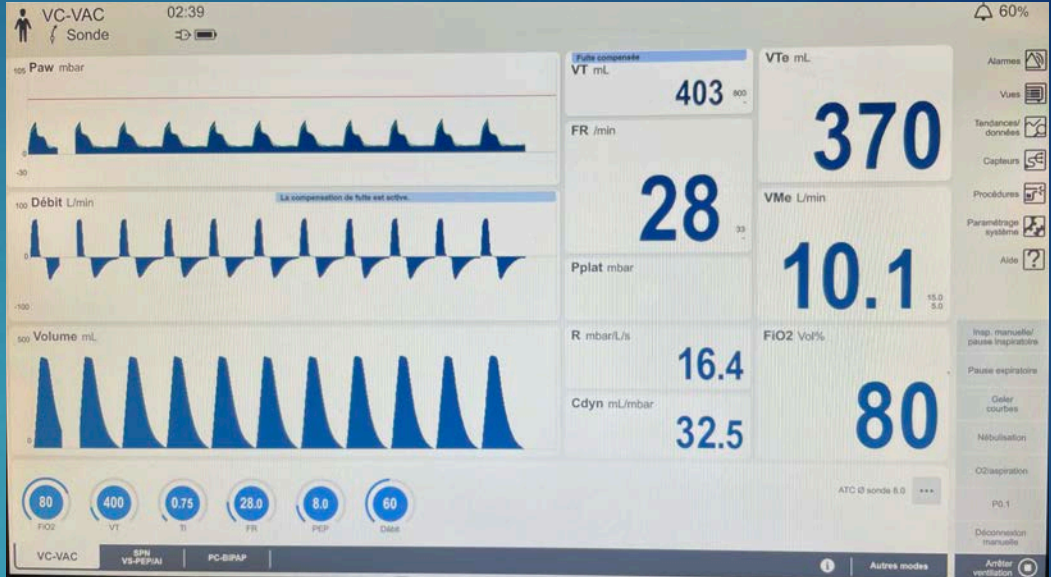 VC-VAC
Sonde
02:39
60%
Paw mbar
105
0
-30
Débit L/min
100
La compensation de fuite est active.
0
-100
Volume mL
500
0
Fuite compensée
VT mL
403
FR /min
28
33
Pplat mbar
R mbar/L/s
16.4
Cdyn mL/mbar
32.5
VTe mL
370
VMe L/min
10.1
15.0
5.0
FiO2 Vol%
80
Alarmes
Vues
Tendances/
données
Capteurs
Procédures
Paramétrage
système
Aide
?
Insp. manuelle/
pause inspiratoire
Pause expiratoire
Geler
courbes
Nébulisation
O2/aspiration
P0.1
Déconnexion
manuelle
Arrêter
ventilation
80
FiO2
400
VT
0.75
TI
28.0
FR
8.0
PEP
60
Débit
ATC Ø sonde 8.0
•••
VC-VAC
SPN
VS-PEP/AI
PC-BIPAP
Autres modes